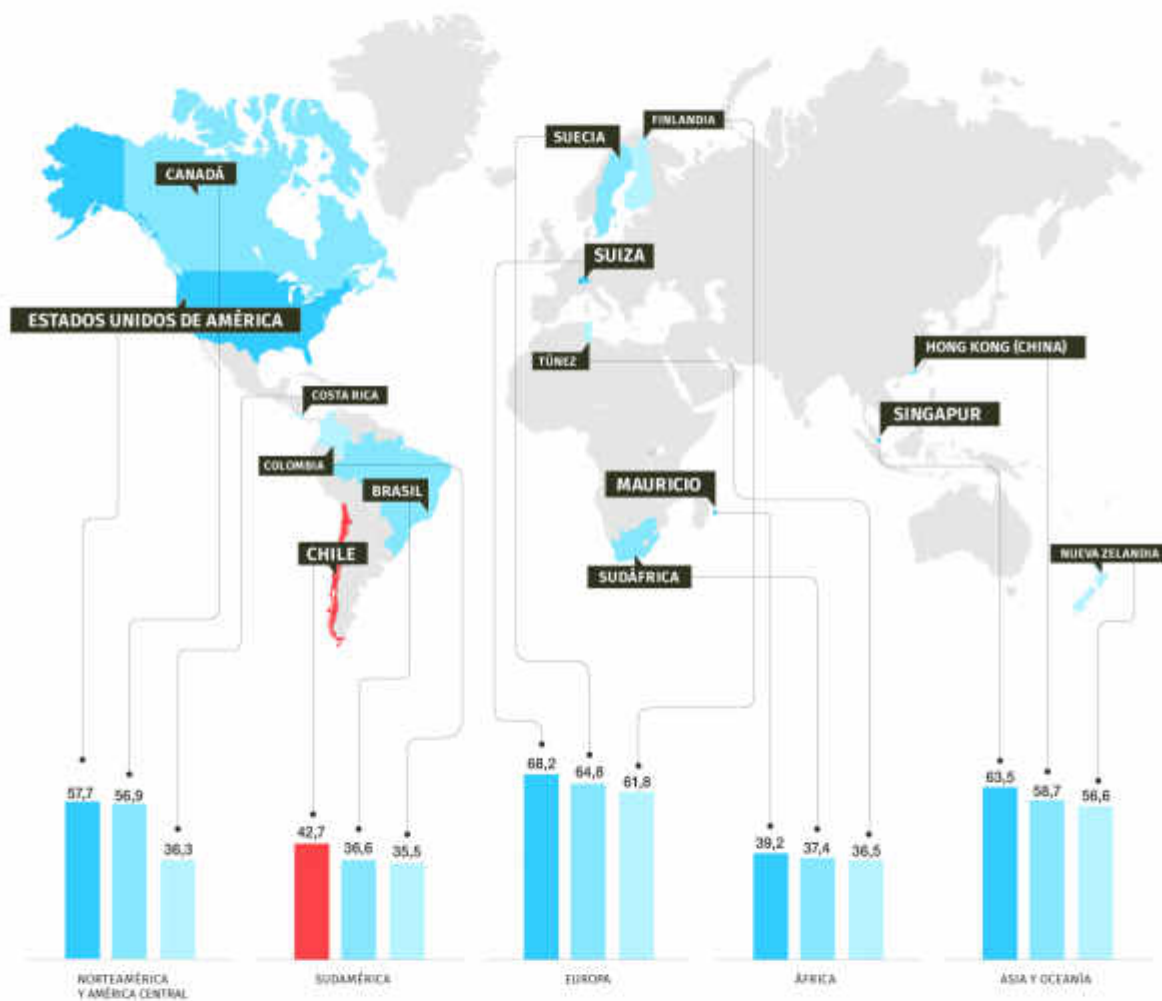 FINLANDIA
SUECIA
CANADÁ
SUIZA
ESTADOS UNIDOS DE AMÉRICA
HONG KONG (CHINA)
TÚNEZ
COSTA RICA
SINGAPUR
COLOMBIA
BRASIL
MAURICIO
CHILE
NUEVA ZELANDIA
SUDÁFRICA
57,7
56,9
36,3
42,7
36,6
35,5
68,2
64,8
61,8
39,2
37,4
36,5
63,5
58,7
56,6
NORTEAMÉRICA
Y AMÉRICA CENTRAL
SUDAMÉRICA
EUROPA
ÁFRICA
ASIA Y OCEANÍA